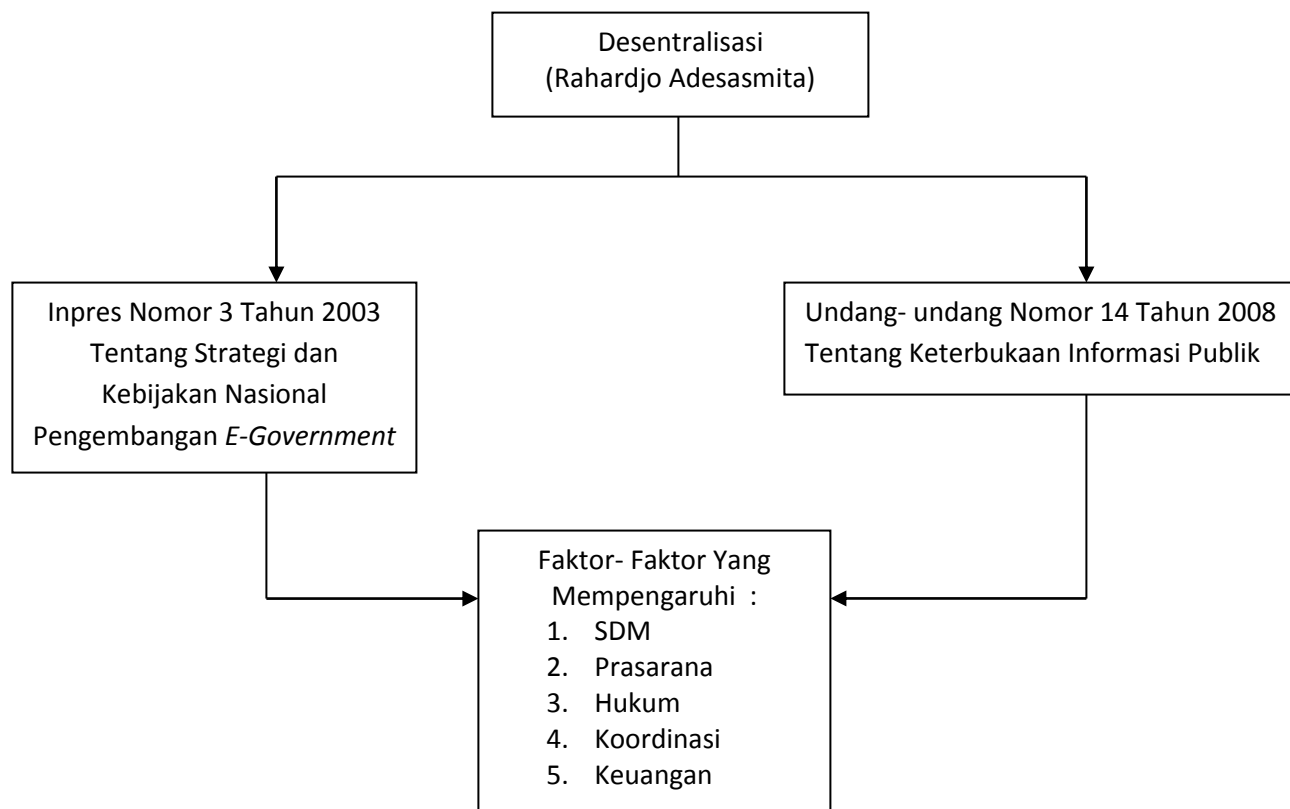 Desentralisasi
(Rahardjo Adesasmita)
Inpres Nomor 3 Tahun 2003
Tentang Strategi dan
Kebijakan Nasional
Pengembangan E-Government
Undang- undang Nomor 14 Tahun 2008
Tentang Keterbukaan Informasi Publik
Faktor- Faktor Yang
Mempengaruhi :
1. SDM
2. Prasarana
3. Hukum
4. Koordinasi
5. Keuangan